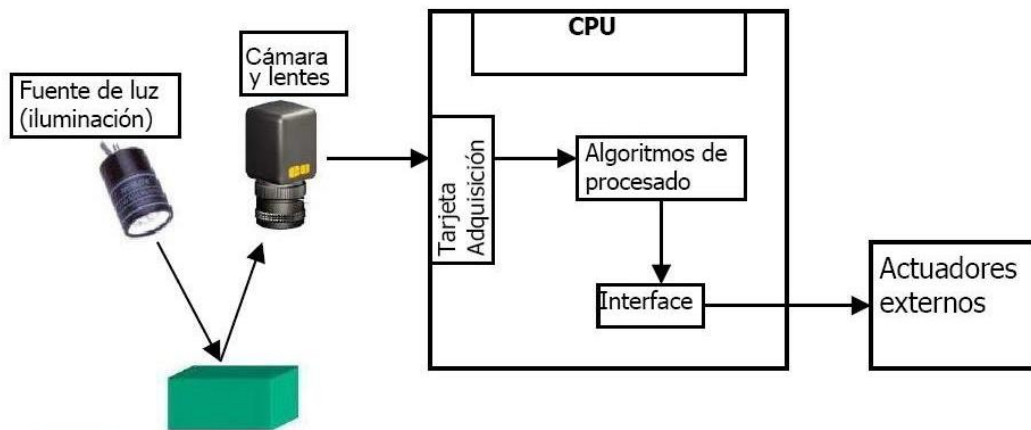 CPU
Cámara
y lentes
Fuente de luz
(iluminación)
Tarjeta
Adquisición
Algoritmos de
procesado
Interface
Actuadores
externos